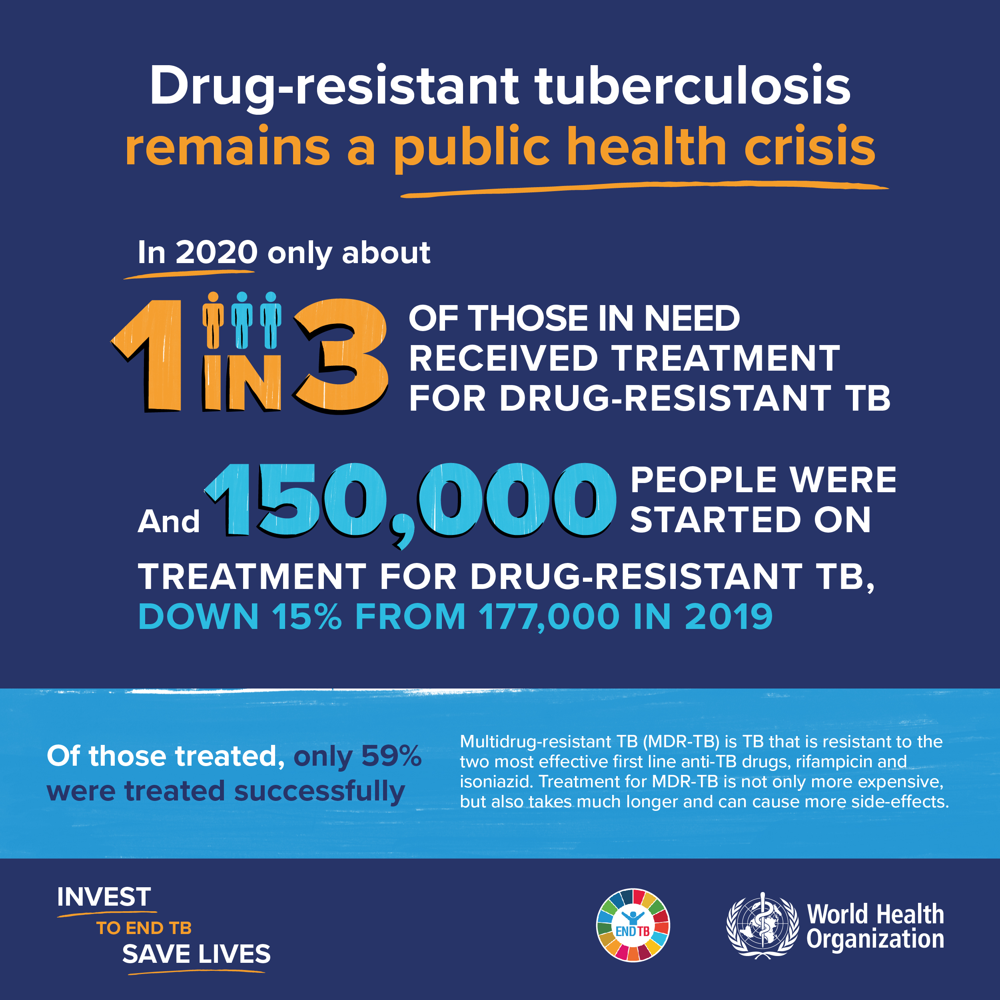 Drug-resistant tuberculosis
remains a public health crisis
In 2020 only about
1 IN 3
OF THOSE IN NEED
RECEIVED TREATMENT
FOR DRUG-RESISTANT TB
And 150,000 PEOPLE WERE
STARTED ON
TREATMENT FOR DRUG-RESISTANT TB,
DOWN 15% FROM 177,000 IN 2019
Of those treated, only 59%
were treated successfully
Multidrug-resistant TB (MDR-TB) is TB that is resistant to the
two most effective first line anti-TB drugs, rifampicin and
isoniazid. Treatment for MDR-TB is not only more expensive,
but also takes much longer and can cause more side-effects.
INVEST
TO END TB
SAVE LIVES
END TB
World Health
Organization